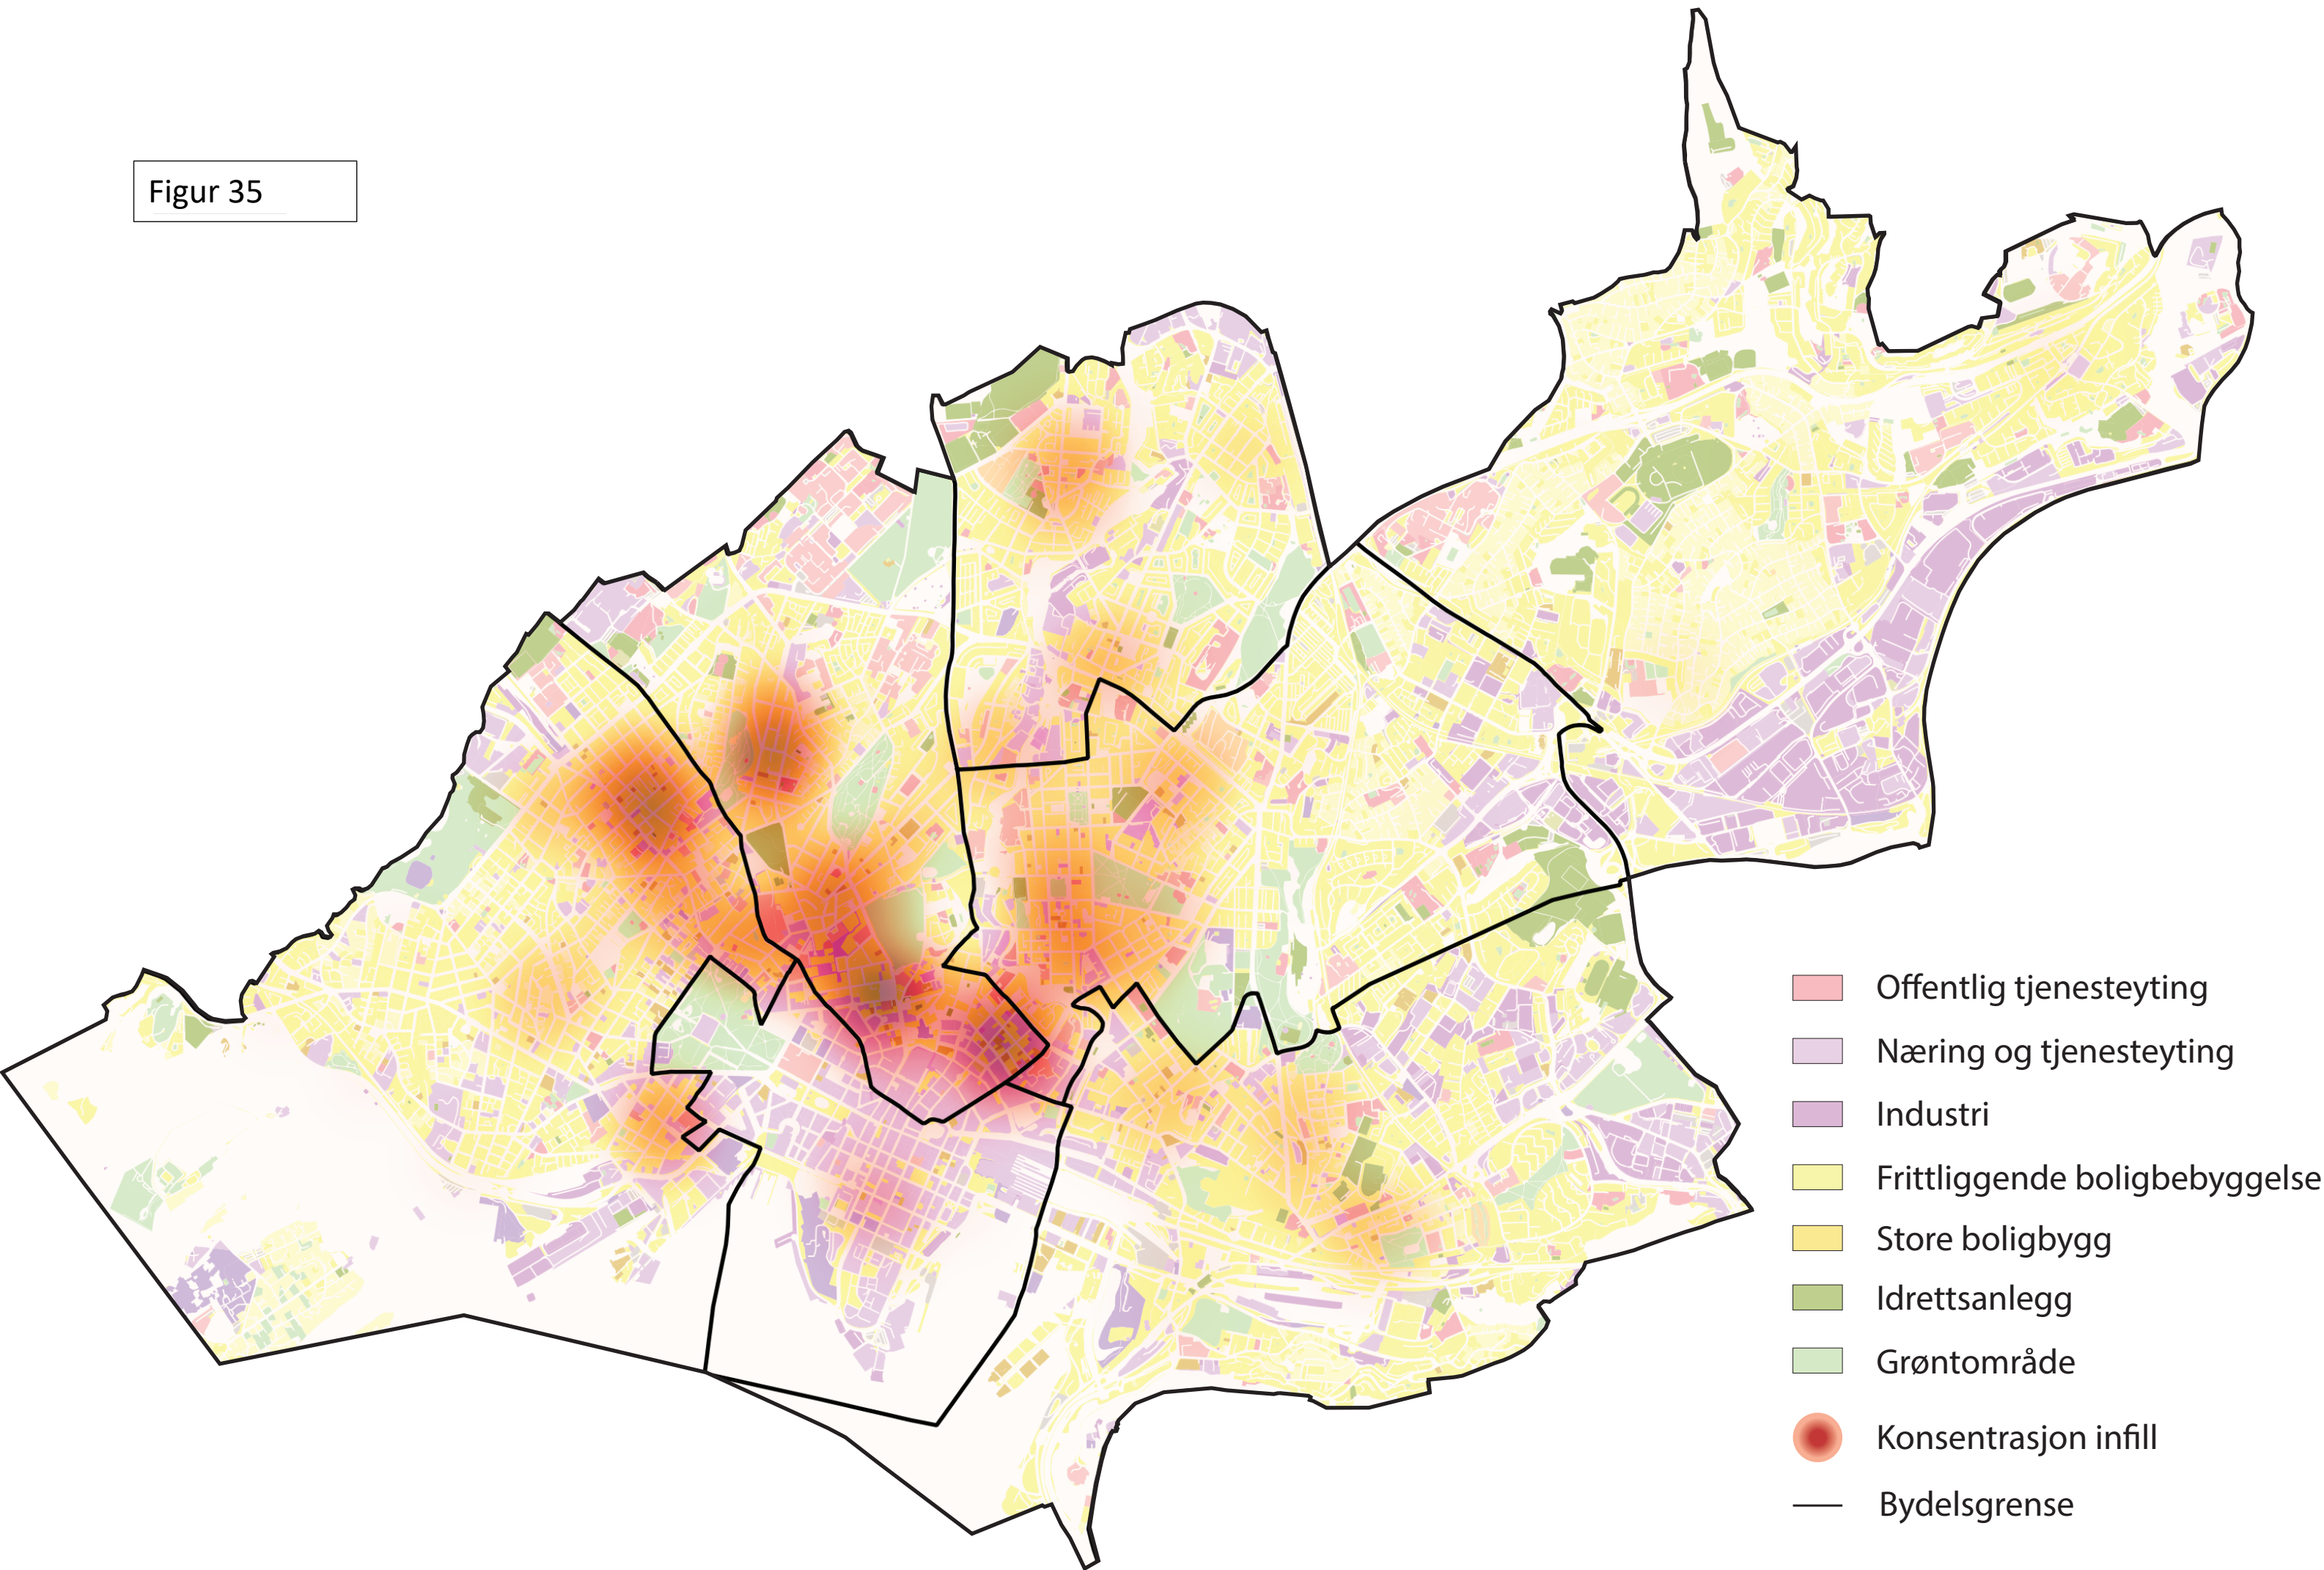 Figur 35
Offentlig tjenesteyting
Næring og tjenesteyting
Industri
Frittliggende boligbebyggelse
Store boligbygg
Idrettsanlegg
Grøntområde
Konsentrasjon infill
Bydelsgrense